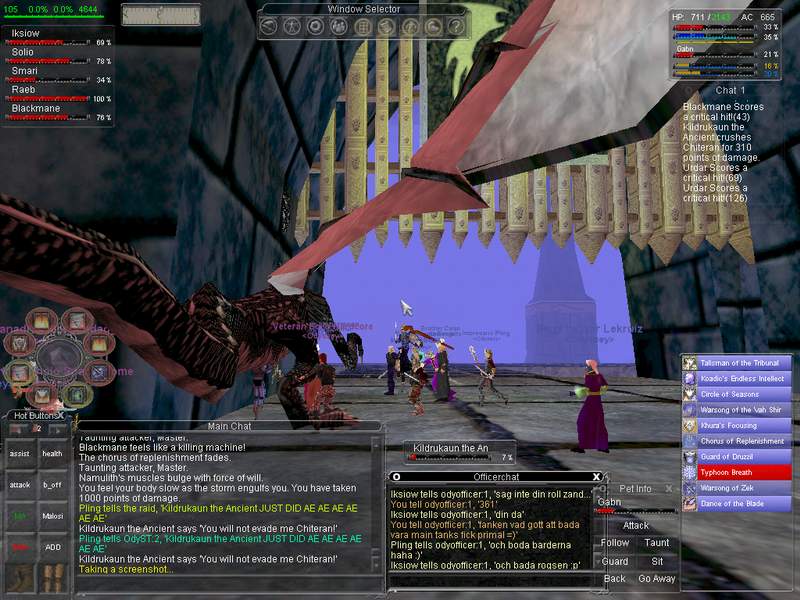 105 0.0% 0.0% 4644
Window Selector
HP: 711 / 2143 AC 665
33 %
35 %
Gabn
21 %
16 %
Iksiow
69 %
Solio
78 %
Smari
34 %
Raeb
100 %
Blackmane
76 %
Chat 1
Blackmane Scores
a critical hit!(43)
Kildrukaun the
Ancient crushes
Chiteran for 310
points of damage.
Urdar Scores a
critical hit!(69)
Urdar Scores a
critical hit!(126)
Talisman of the Tribunal
Koadic's Endless Intellect
Circle of Seasons
Warsong of the Vah Shir
Khura's Focusing
Chorus of Replenishment
Guard of Druzzil
Typhoon Breath
Warsong of Zek
Dance of the Blade
Hot Buttons X
2
assist health
attack b_off
Malosi
ADD
Main Chat
Taunting attacker, Master.
Blackmane feels like a killing machine!
The chorus of replenishment fades.
Taunting attacker, Master.
Namulith's muscles bulge with force of will.
You feel your body slow as the storm engulfs you. You have taken
1000 points of damage.
Pling tells the raid, 'Kildrukaun the Ancient JUST DID AE AE AE AE
AE AE'
Kildrukaun the Ancient says 'You will not evade me Chiteran!'
Pling tells OdyST:2, 'Kildrukaun the Ancient JUST DID AE AE AE AE
AE AE'
Kildrukaun the Ancient says 'You will not evade me Chiteran!'
Taking a screenshot...
Kildrukaun the An
7 %
O Officerchat X
Iksiow tells odyofficer:1, 'sag inte din roll zand...
You tell odyofficer:1, '361'
Iksiow tells odyofficer:1, 'din da'
You tell odyofficer:1, 'tanken vad gott att bada
vara main tanks fick primal =)'
Pling tells odyofficer:1, 'och boda barderna
haha :)'
Iksiow tells odyofficer:1, 'och bada rogsen :p'
Pet Info X
Gabn
Attack
Follow Taunt
Guard Sit
Back Go Away